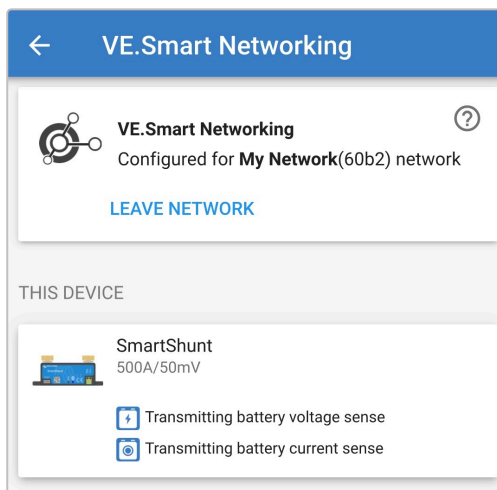 VE.Smart Networking
VE.Smart Networking
Configured for My Network(60b2) network
LEAVE NETWORK
THIS DEVICE
SmartShunt
500A/50mV
Transmitting battery voltage sense
Transmitting battery current sense